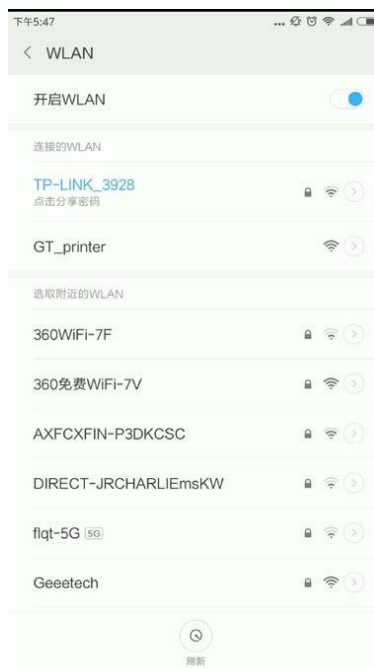 下午5:47
...
WLAN
开启WLAN
连接的WLAN
TP-LINK_3928
点击分享密码
GT_printer
选取附近的WLAN
360WiFi-7F
360免费WiFi-7V
AXFCXFIN-P3DKCSC
DIRECT-JRCHARLIEmsKW
flqt-5G 5G
Geeetech
刷新